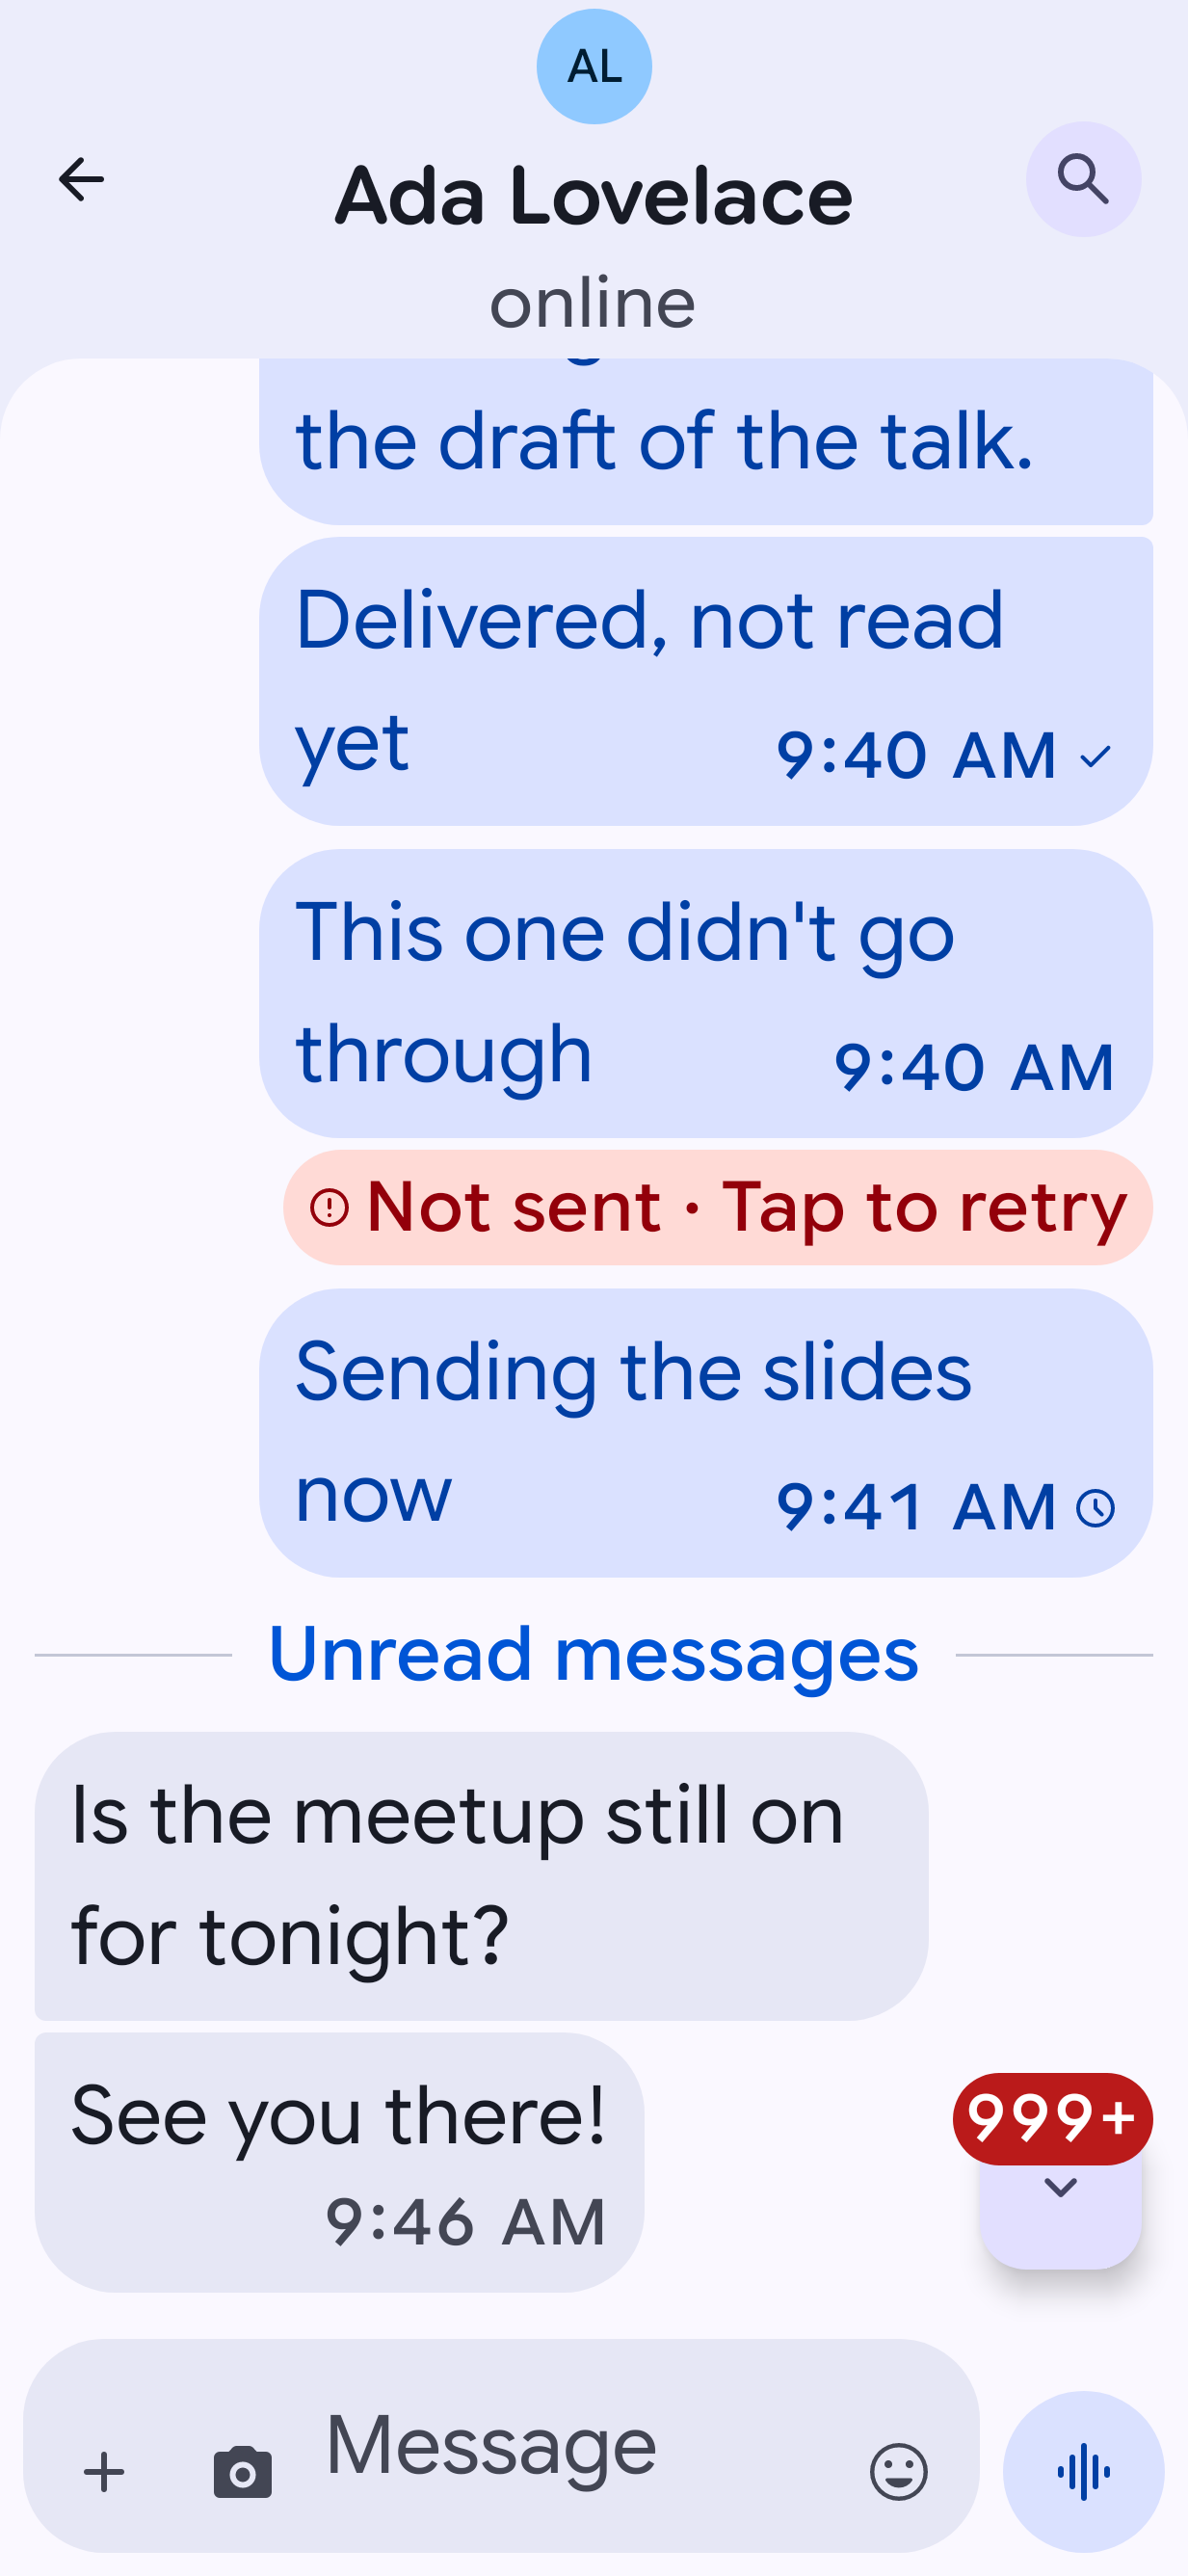 AL
Ada Lovelace
online
the draft of the talk.
Delivered, not read
yet
9:40 AM
This one didn't go
through
9:40 AM
Not sent · Tap to retry
Sending the slides
now
9:41 AM
Unread messages
Is the meetup still on
for tonight?
See you there!
9:46 AM
999+
Message